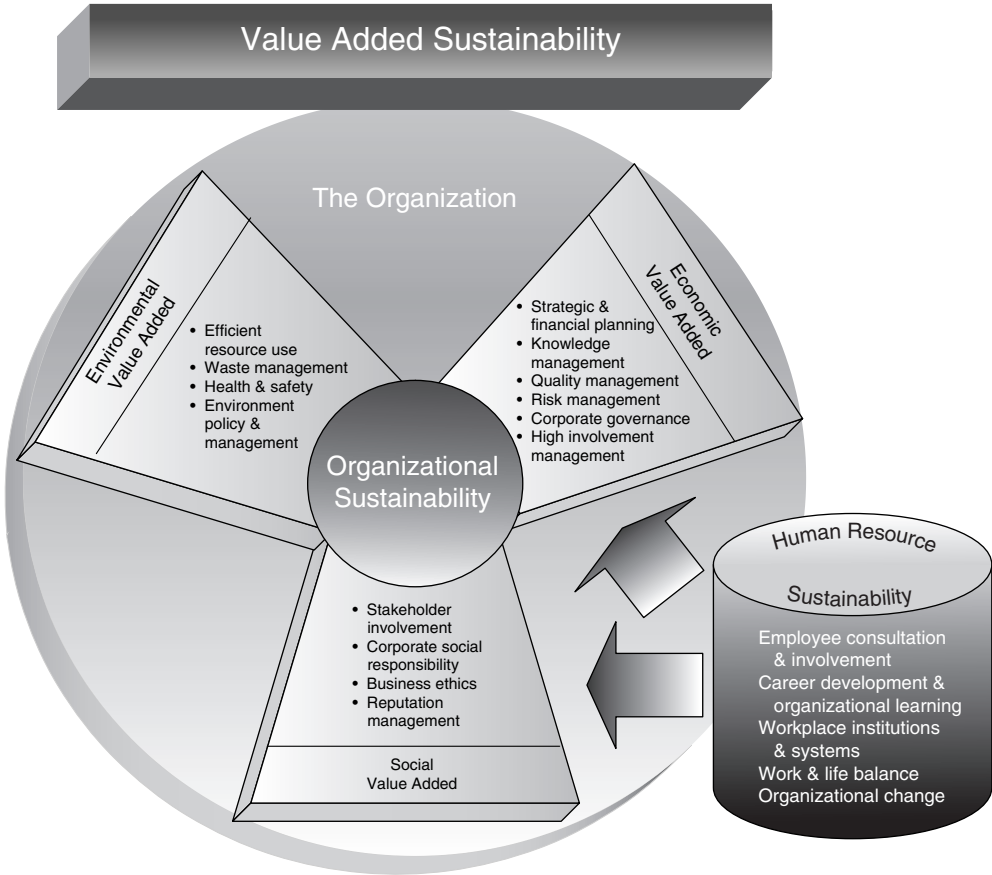 Value Added Sustainability
The Organization
Environmental
Value Added
• Efficient
resource use
• Waste management
• Health & safety
• Environment
policy &
management
Economic
Value Added
• Strategic &
financial planning
• Knowledge
management
• Quality management
• Risk management
• Corporate governance
• High involvement
management
Organizational
Sustainability
• Stakeholder
involvement
• Corporate social
responsibility
• Business ethics
• Reputation
management
Social
Value Added
Human Resource
Sustainability
Employee consultation
& involvement
Career development &
organizational learning
Workplace institutions
& systems
Work & life balance
Organizational change